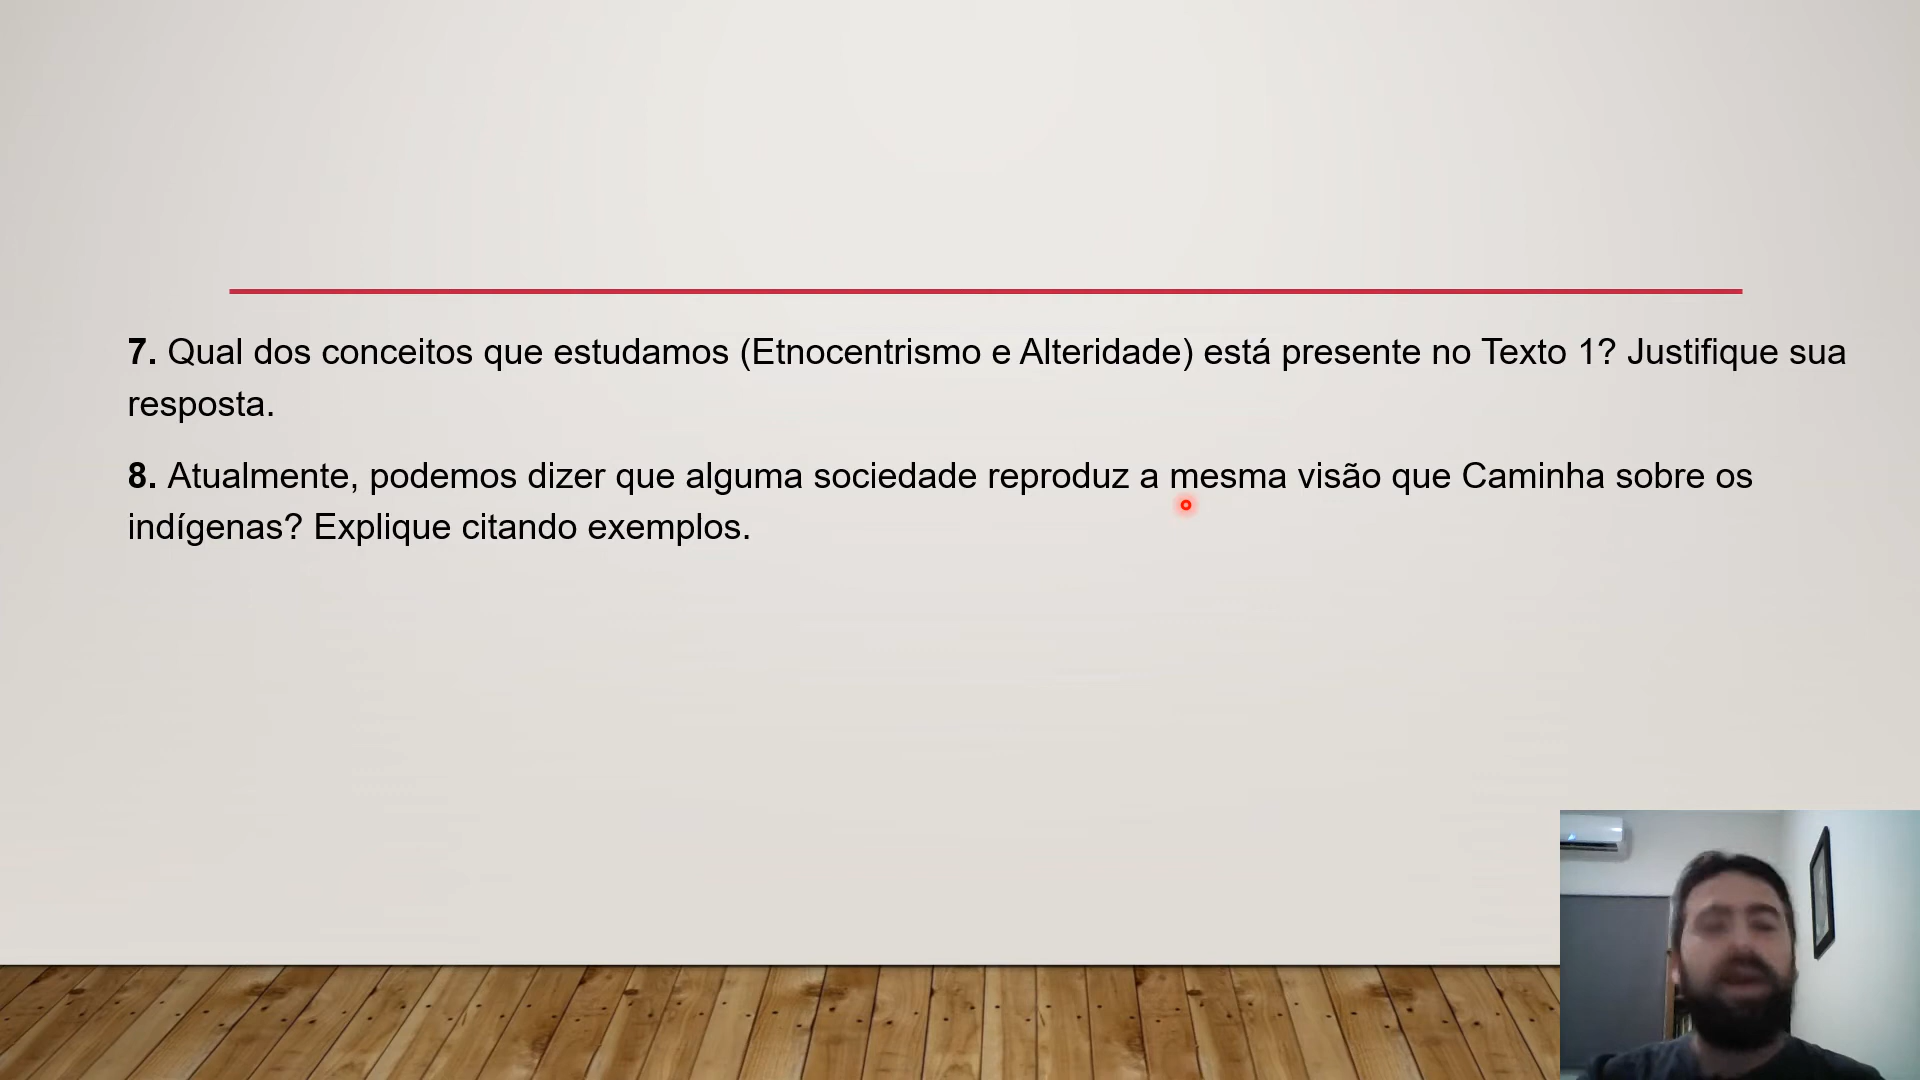 7. Qual dos conceitos que estudamos (Etnocentrismo e Alteridade) está presente no Texto 1? Justifique sua
resposta.
8. Atualmente, podemos dizer que alguma sociedade reproduz a mesma visão que Caminha sobre os
indígenas? Explique citando exemplos.